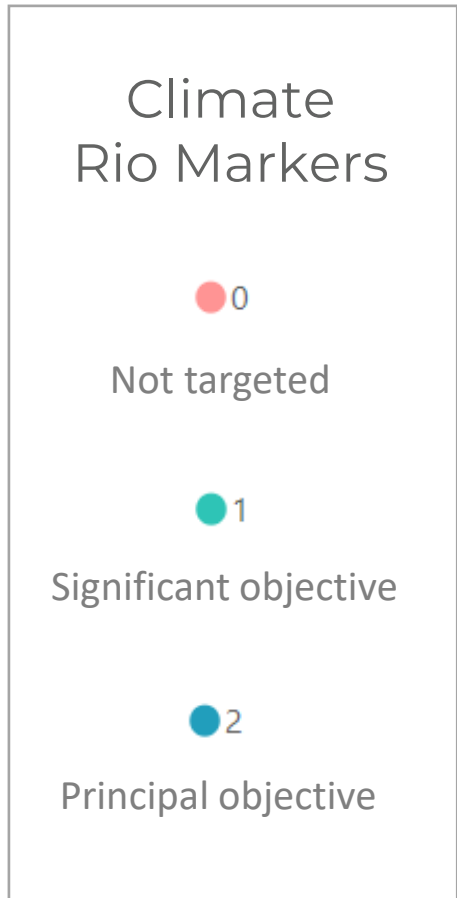 Climate
Rio Markers
0
Not targeted
1
Significant objective
2
Principal objective